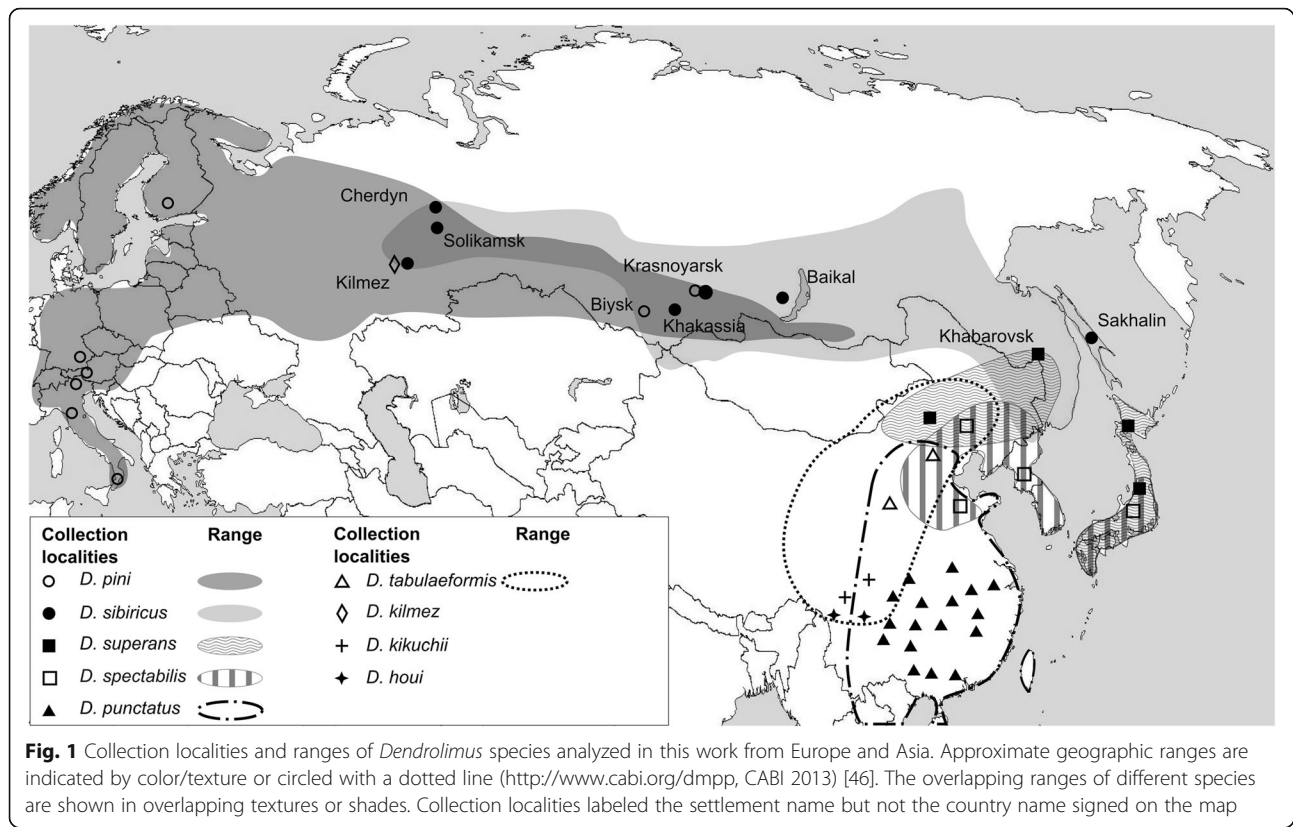 Cherdyn
Solikamsk
Kilmez
Krasnoyarsk
Baikal
Biysk
Khakassia
Khabarovsk
Sakhalin
Collection localities
Range
Collection localities
Range
D. pini
D. tabulaeformis
D. sibiricus
D. kilmez
D. superans
D. kikuchii
D. spectabilis
D. houi
D. punctatus
Fig. 1 Collection localities and ranges of Dendrolimus species analyzed in this work from Europe and Asia. Approximate geographic ranges are
indicated by color/texture or circled with a dotted line (http://www.cabi.org/dmpp, CABI 2013) [46]. The overlapping ranges of different species
are shown in overlapping textures or shades. Collection localities labeled the settlement name but not the country name signed on the map